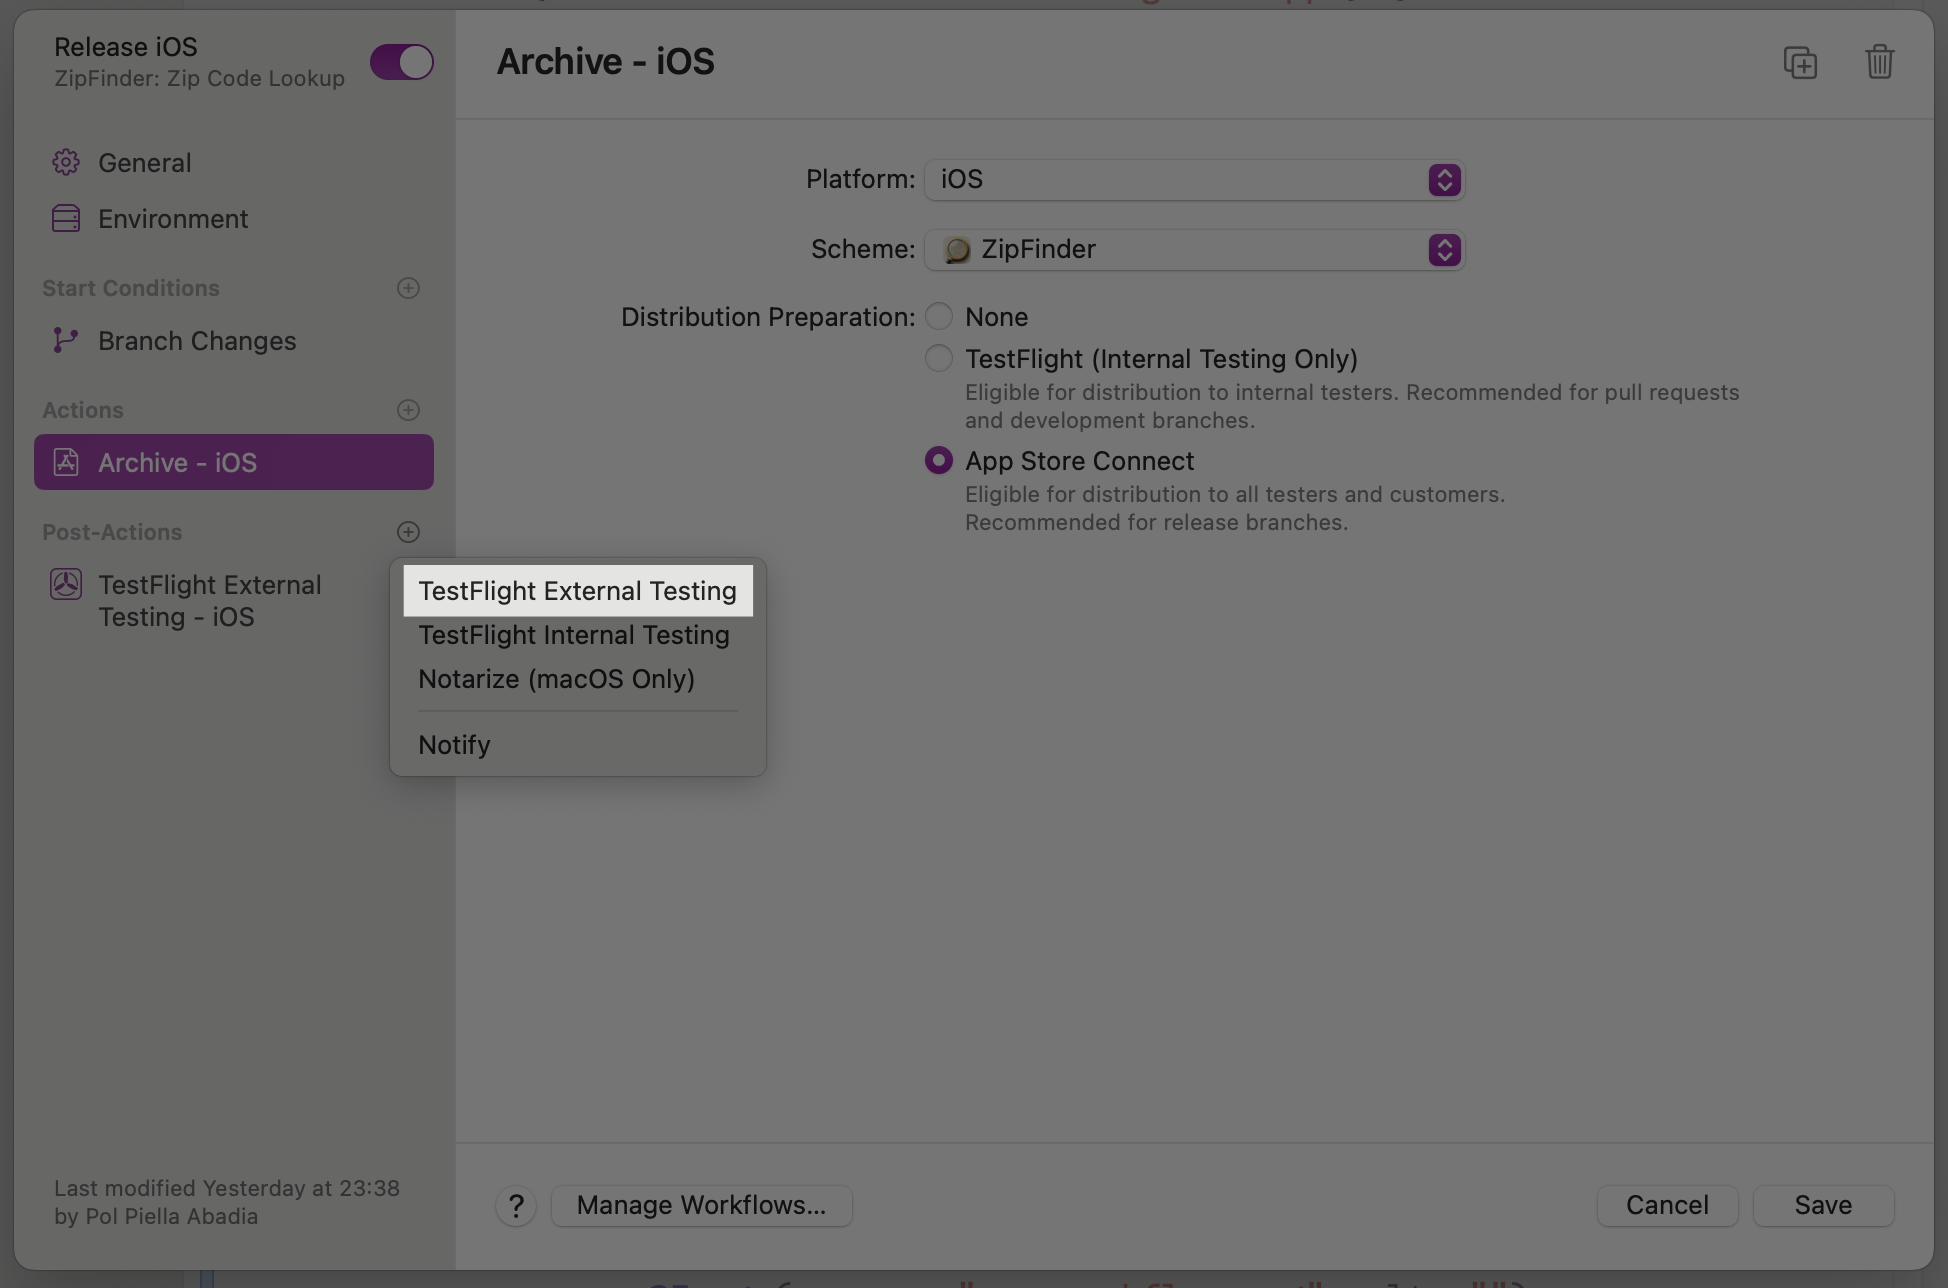 Release iOS
ZipFinder: Zip Code Lookup
General
Environment
Start Conditions
Branch Changes
Actions
Archive - iOS
Post-Actions
TestFlight External
Testing - iOS
Last modified Yesterday at 23:38
by Pol Piella Abadia
Archive - iOS
Platform: iOS
Scheme: ZipFinder
Distribution Preparation: None
TestFlight (Internal Testing Only)
Eligible for distribution to internal testers. Recommended for pull requests
and development branches.
App Store Connect
Eligible for distribution to all testers and customers.
Recommended for release branches.
TestFlight External Testing
TestFlight Internal Testing
Notarize (macOS Only)
Notify
? Manage Workflows...
Cancel Save